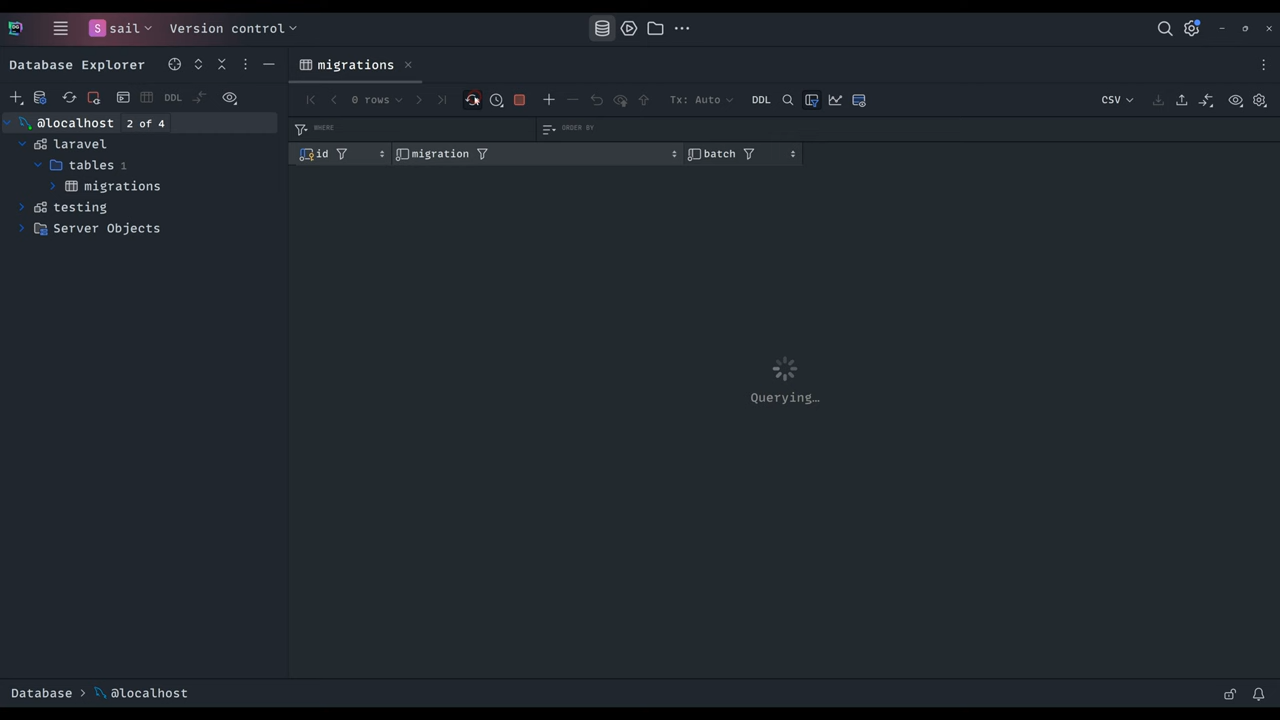 S sail Version control
Database Explorer
migrations
0 rows
Tx: Auto DDL CSV
DDL
WHERE ORDER BY
id migration batch
@localhost 2 of 4
laravel
tables 1
migrations
testing
Server Objects
Querying…
Database @localhost